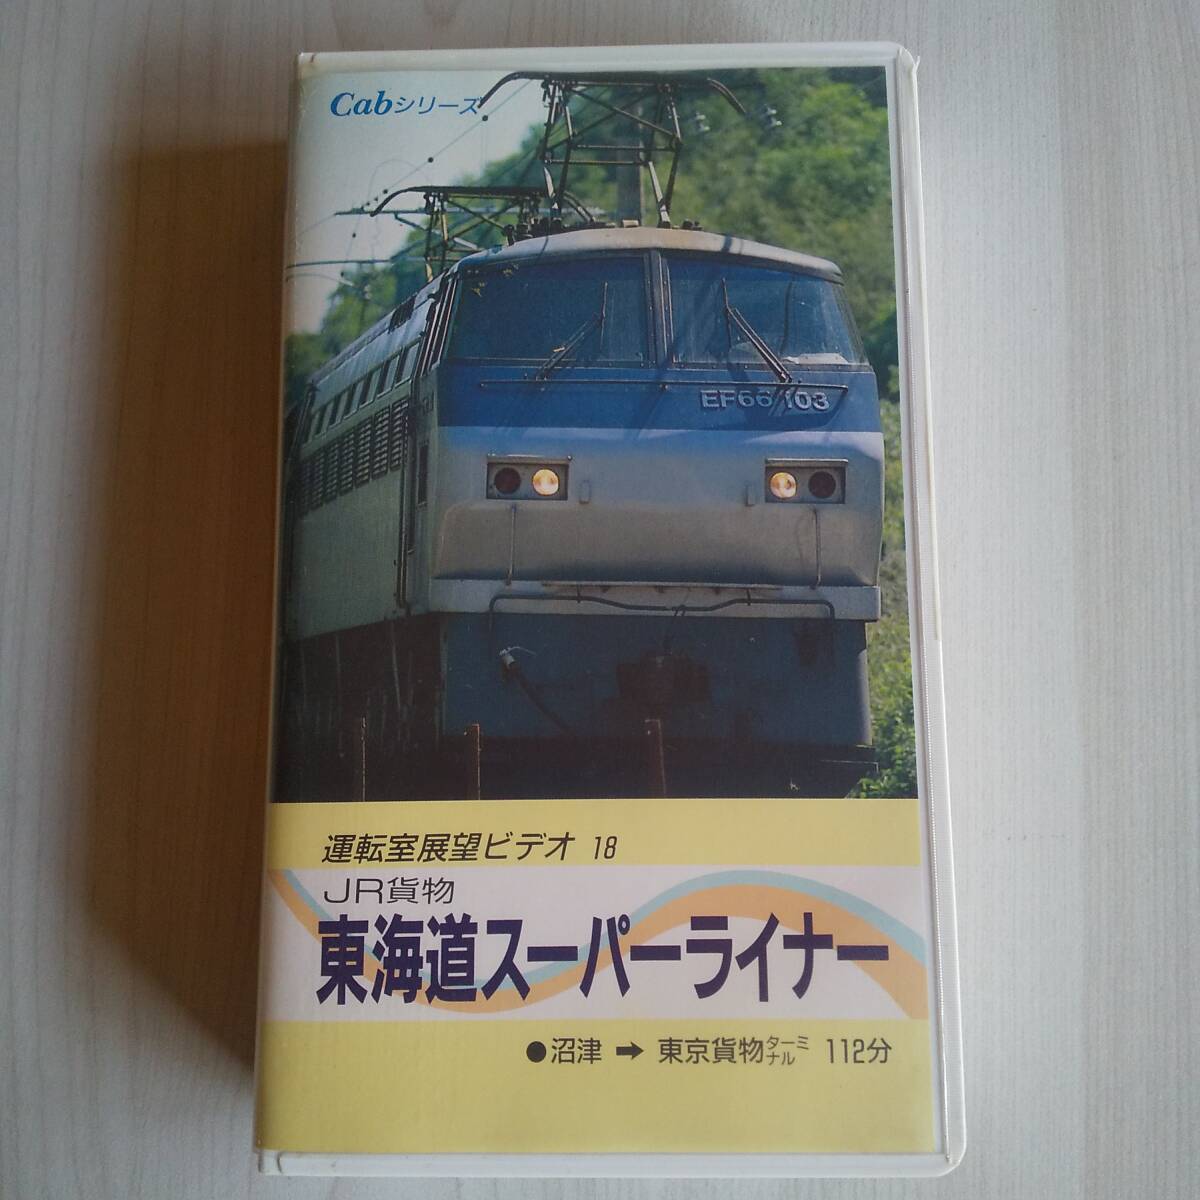 Cabシリーズ
EF66 103
運転室展望ビデオ 18
JR貨物
東海道スーパーライナー
●沼津 ➡ 東京貨物ターミナル 112分